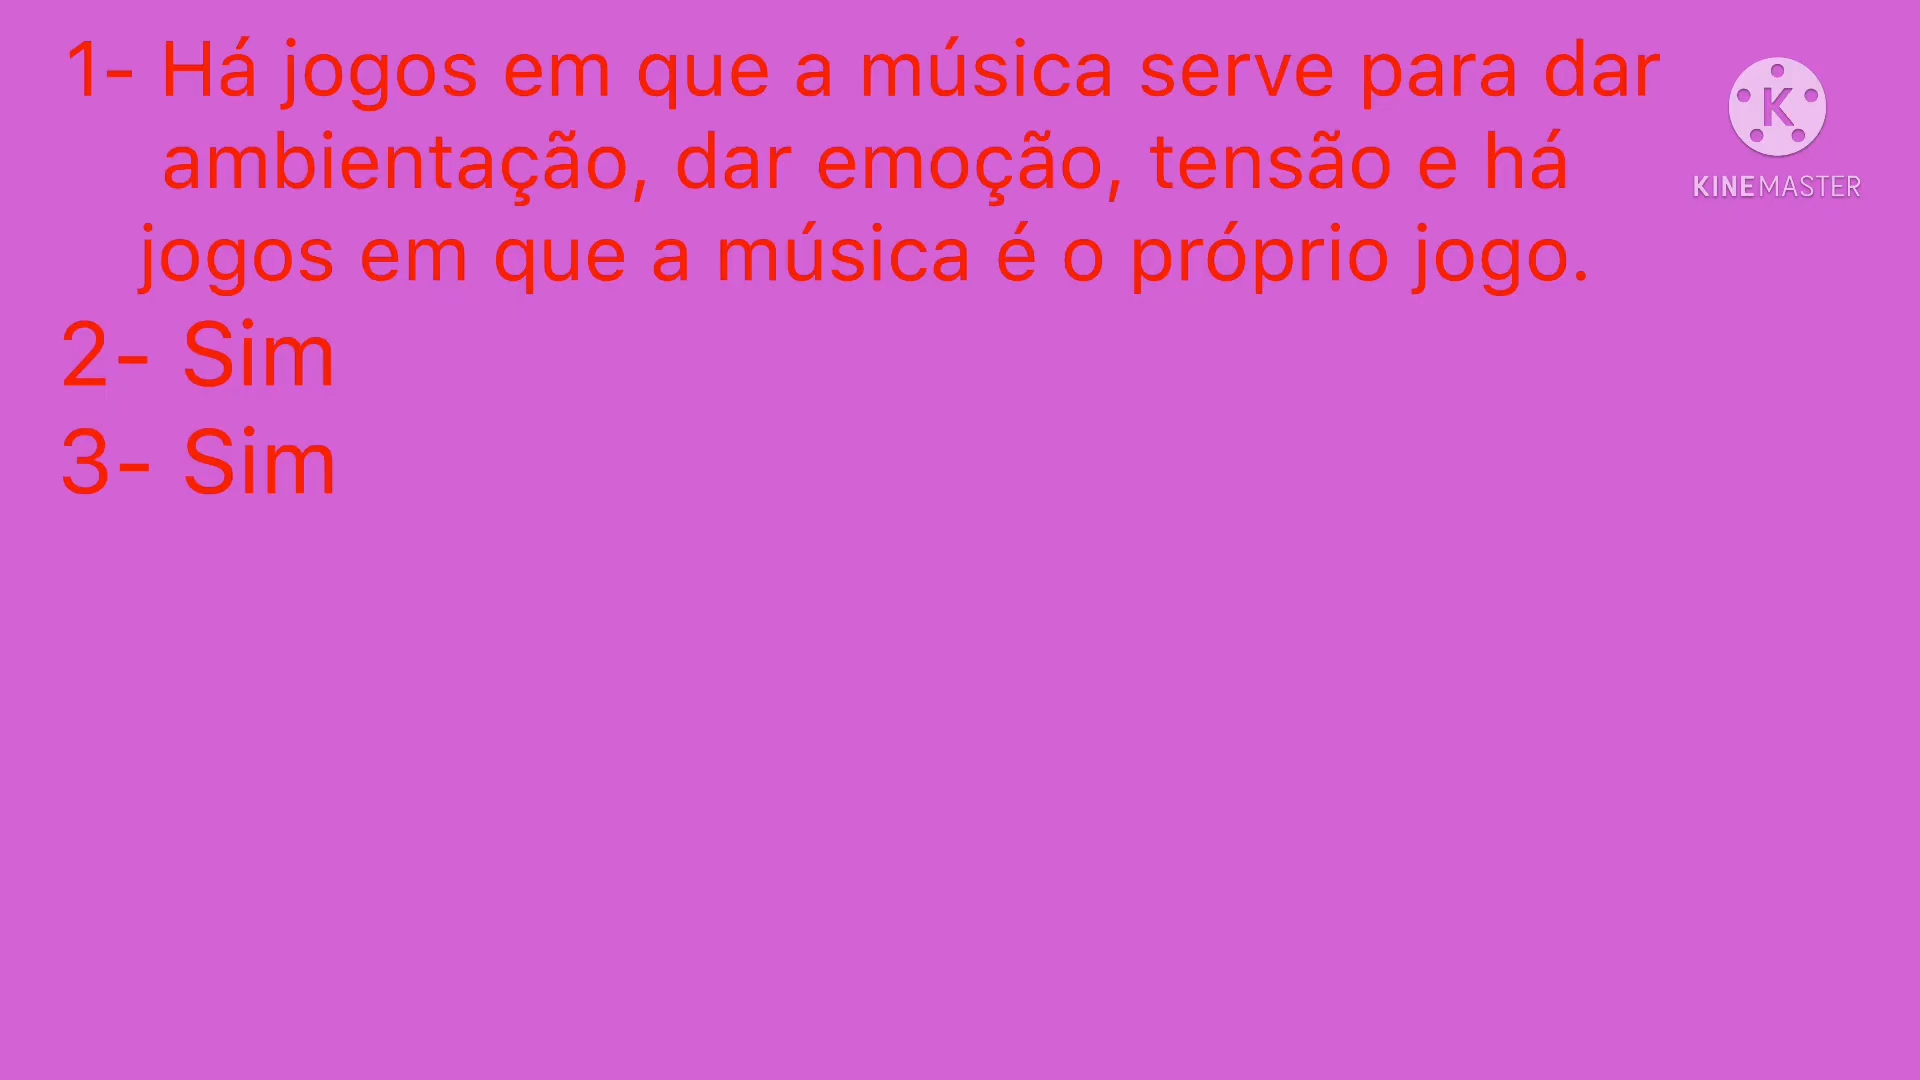 1- Há jogos em que a música serve para dar
ambientação, dar emoção, tensão e há
jogos em que a música é o próprio jogo.
2- Sim
3- Sim
K
KINEMASTER